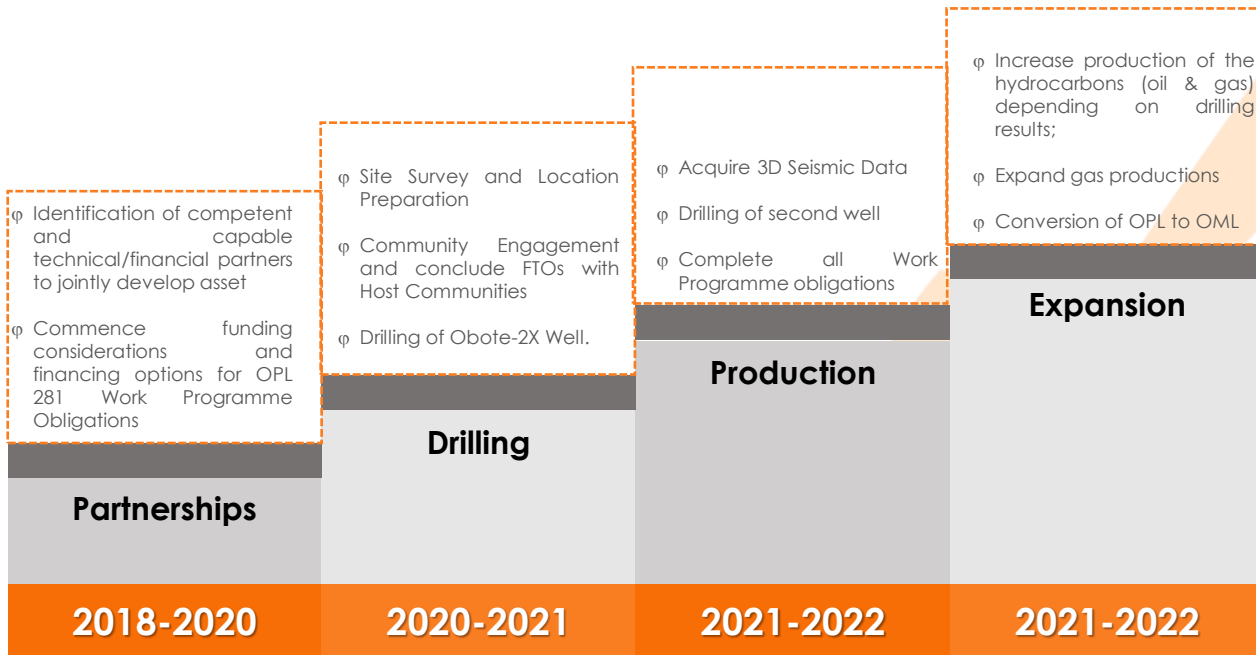 φ Identification of competent
and capable
technical/financial partners
to jointly develop asset
φ Commence funding
considerations and
financing options for OPL
281 Work Programme
Obligations
Partnerships
2018-2020
φ Site Survey and Location
Preparation
φ Community Engagement
and conclude FTOs with
Host Communities
φ Drilling of Obote-2X Well.
Drilling
2020-2021
φ Acquire 3D Seismic Data
φ Drilling of second well
φ Complete all Work
Programme obligations
Production
2021-2022
φ Increase production of the
hydrocarbons (oil & gas)
depending on drilling
results;
φ Expand gas productions
φ Conversion of OPL to OML
Expansion
2021-2022